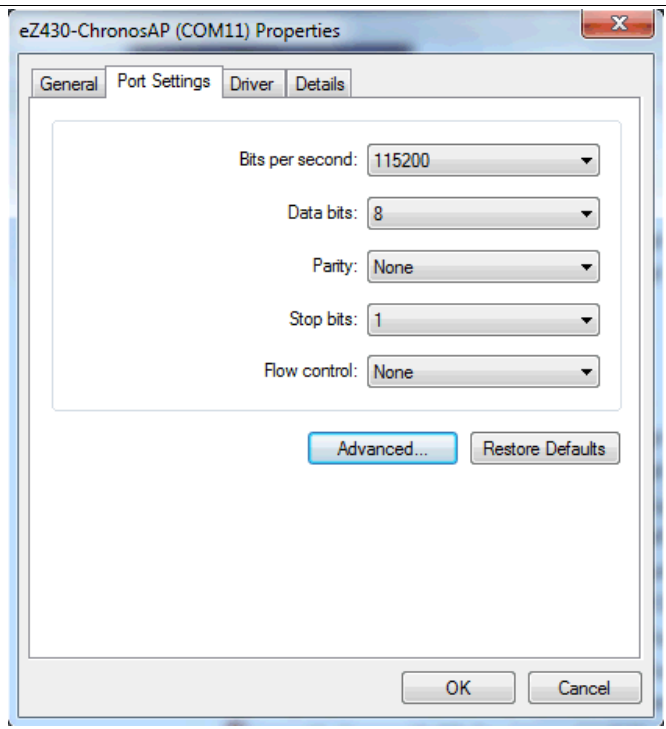 eZ430-ChronosAP (COM11) Properties
X
General Port Settings Driver Details
Bits per second: 115200
Data bits: 8
Parity: None
Stop bits: 1
Flow control: None
Advanced... Restore Defaults
OK Cancel